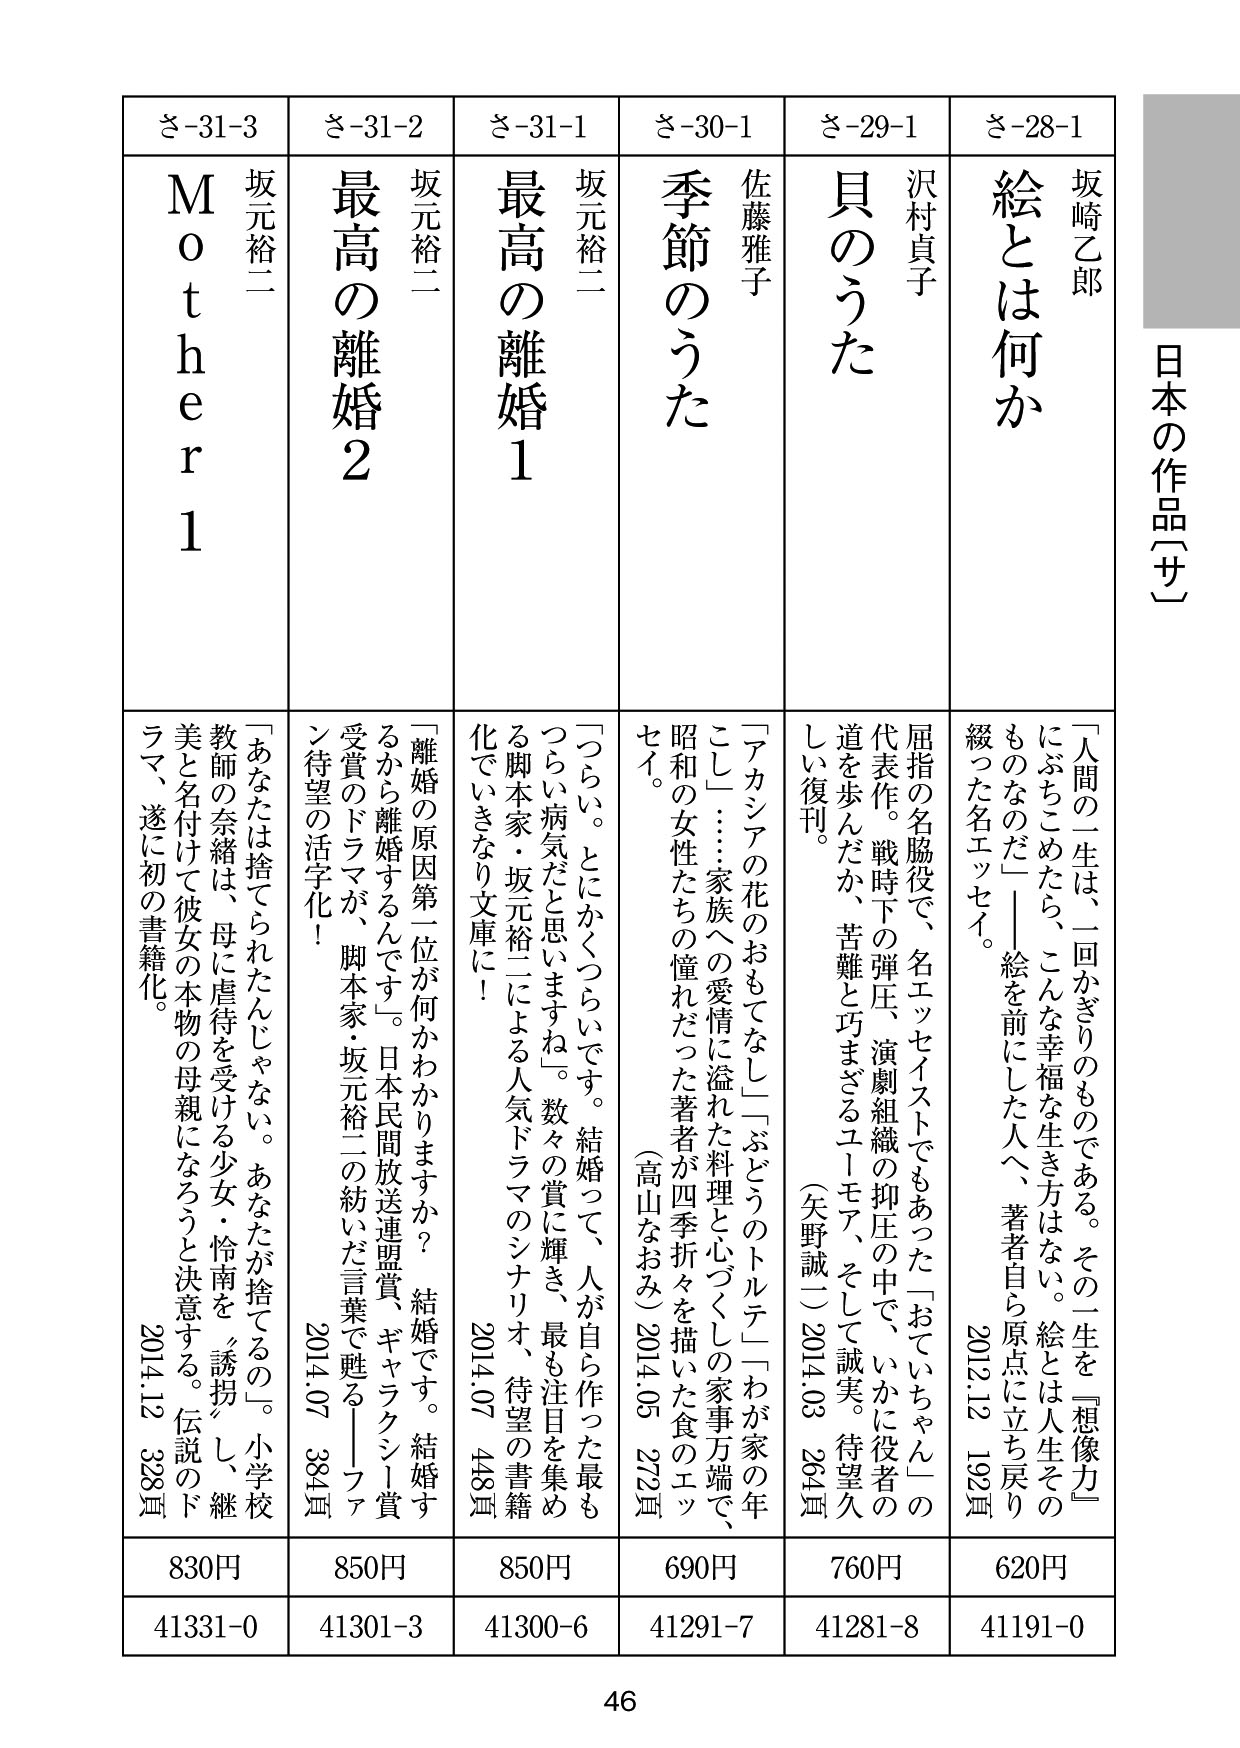 日本の作品〔サ〕
さ-28-1
坂崎乙郎
絵とは何か
「人間の一生は、一回かぎりのものである。その一生を『想像力』
にぶちこめたら、こんな幸福な生き方はない。絵とは人生その
ものなのだ」――絵を前にした人へ、著者自ら原点に立ち戻り
綴った名エッセイ。
2012.12　192頁
620円
41191-0
さ-29-1
沢村貞子
貝のうた
屈指の名脇役で、名エッセイストでもあった「おていちゃん」の
代表作。戦時下の弾圧、演劇組織の抑圧の中で、いかに役者の
道を歩んだか、苦難と巧まざるユーモア、そして誠実。待望久
しい復刊。
（矢野誠一）2014.03　264頁
760円
41281-8
さ-30-1
佐藤雅子
季節のうた
「アカシアの花のおもてなし」「ぶどうのトルテ」「わが家の年
こし」……家族への愛情に溢れた料理と心づくしの家事万端で、
昭和の女性たちの憧れだった著者が四季折々を描いた食のエッ
セイ。
（高山なおみ）2014.05　272頁
690円
41291-7
さ-31-1
坂元裕二
最高の離婚1
「つらい。とにかくつらいです。結婚って、人が自ら作った最も
つらい病気だと思いますね」。数々の賞に輝き、最も注目を集め
る脚本家・坂元裕二による人気ドラマのシナリオ、待望の書籍
化でいきなり文庫に！
2014.07　448頁
850円
41300-6
さ-31-2
坂元裕二
最高の離婚2
「離婚の原因第一位が何かわかりますか？　結婚です。結婚す
るから離婚するんです」。日本民間放送連盟賞、ギャラクシー賞
受賞のドラマが、脚本家・坂元裕二の紡いだ言葉で甦る――ファ
ン待望の活字化！
2014.07　384頁
850円
41301-3
さ-31-3
坂元裕二
Mother1
「あなたは捨てられたんじゃない。あなたが捨てるの」。小学校
教師の奈緒は、母に虐待を受ける少女・怜南を〝誘拐〟し、継
美と名付けて彼女の本物の母親になろうと決意する。伝説のド
ラマ、遂に初の書籍化。
2014.12　328頁
830円
41331-0
46